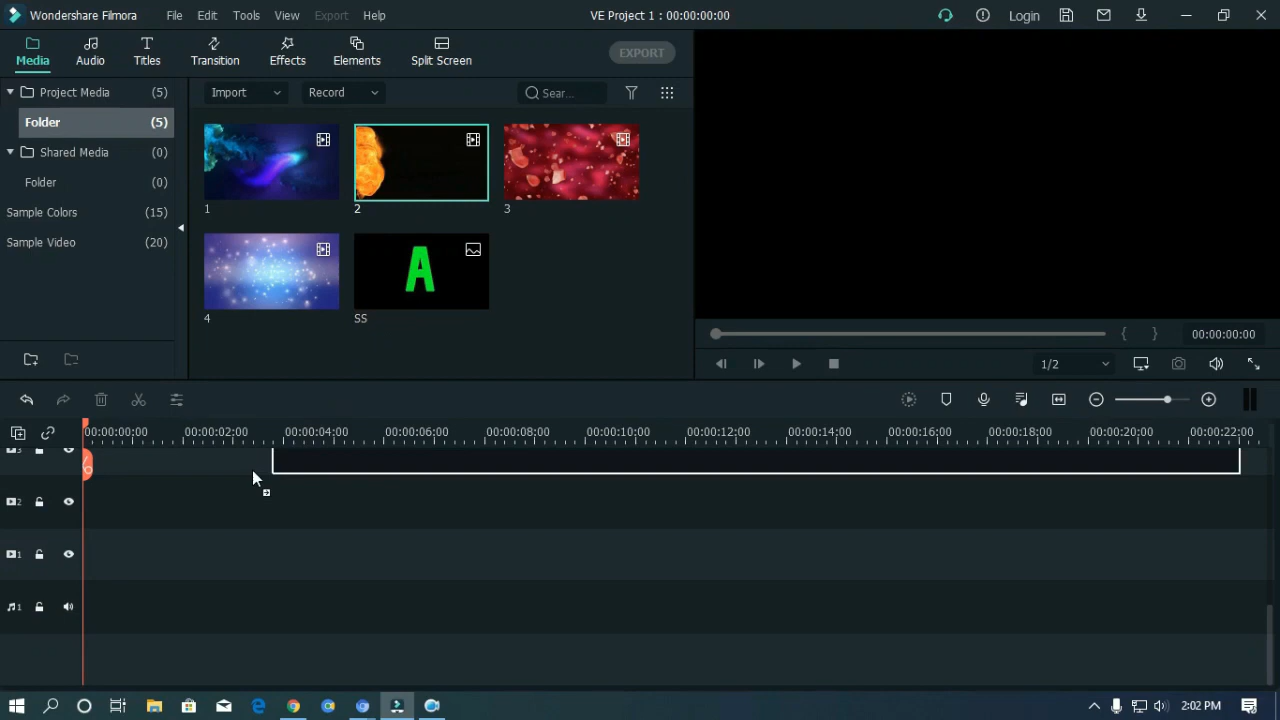 Wondershare Filmora File Edit Tools View Export Help VE Project 1 : 00:00:00:00 Login
Media Audio Titles Transition Effects Elements Split Screen EXPORT
Project Media (5)
Folder (5)
Shared Media (0)
Folder (0)
Sample Colors (15)
Sample Video (20)
Import Record Sear...
1 2 3
A
4 SS
00:00:00:00
1/2
00:00:00:00 00:00:02:00 00:00:04:00 00:00:06:00 00:00:08:00 00:00:10:00 00:00:12:00 00:00:14:00 00:00:16:00 00:00:18:00 00:00:20:00 00:00:22:00
3
2
1
1
2:02 PM